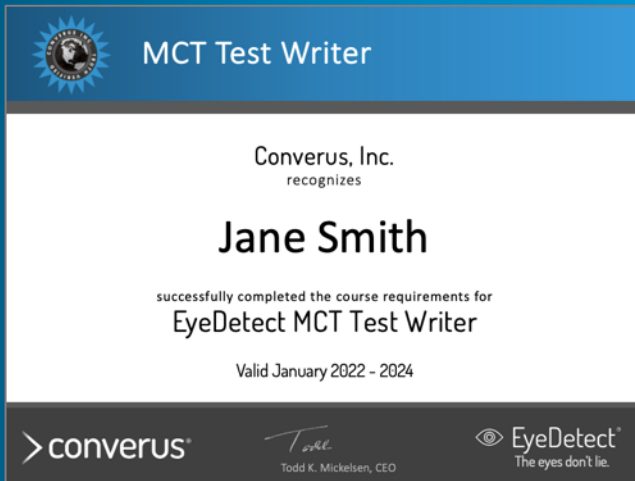 MCT Test Writer
Converus, Inc.
recognizes
Jane Smith
successfully completed the course requirements for
EyeDetect MCT Test Writer
Valid January 2022 - 2024
converus®
Todd
Todd K. Mickelsen, CEO
EyeDetect®
The eyes don't lie.